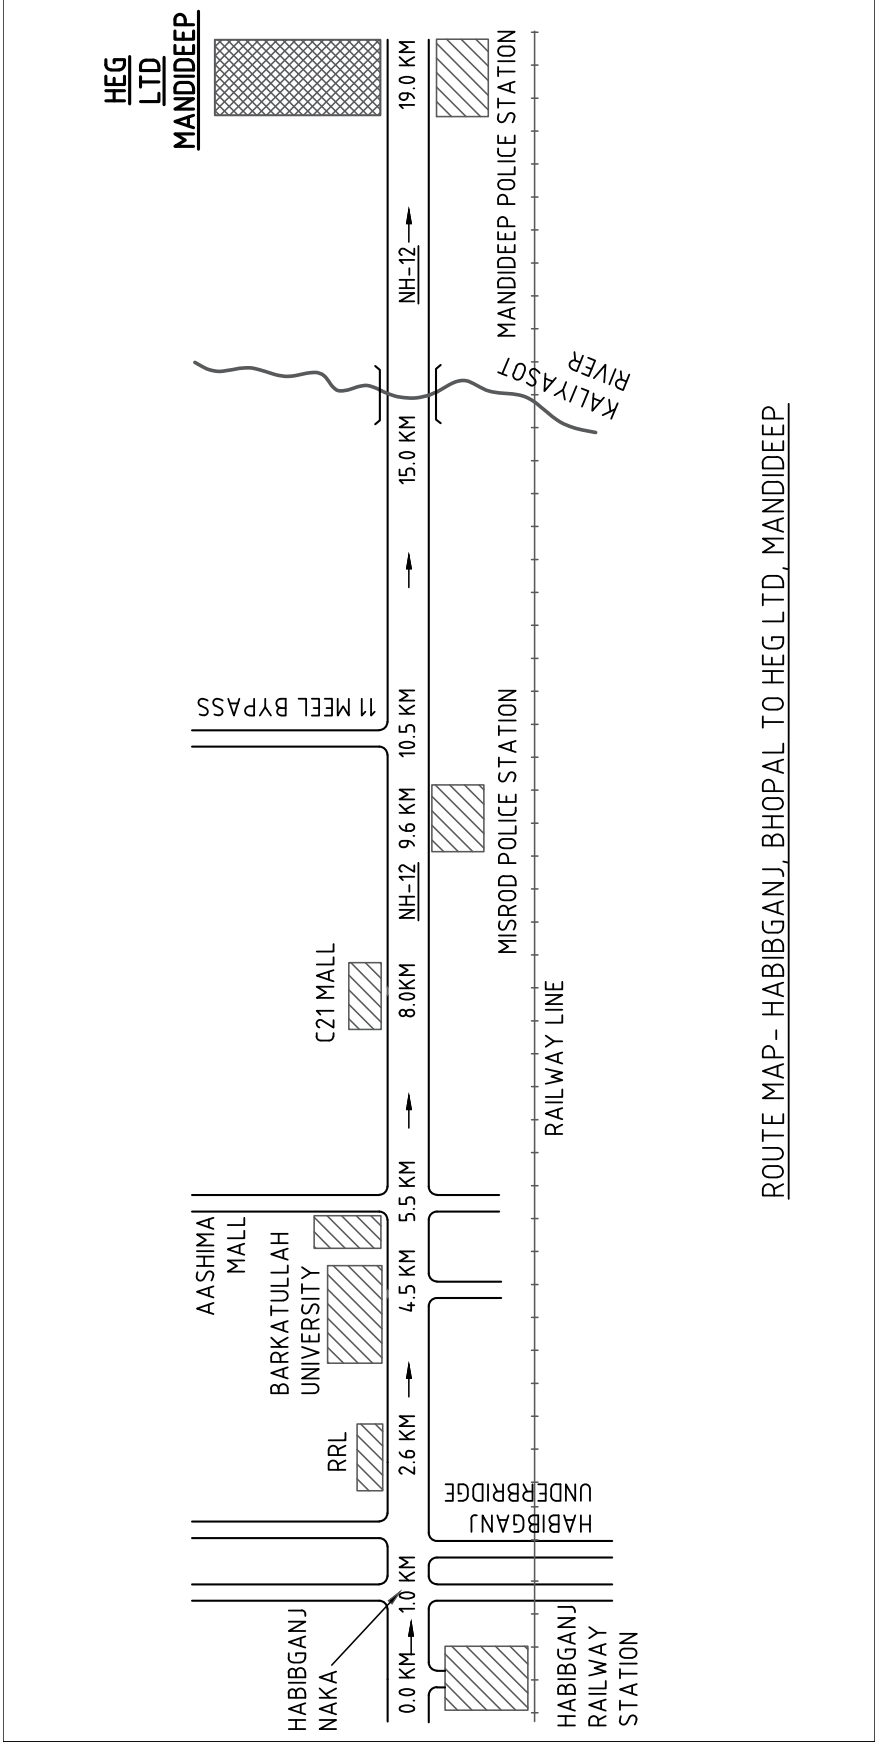 HEG
LTD
MANDIDEEP
19.0 KM
MANDIDEEP POLICE STATION
NH-12
KALIYASOT
RIVER
15.0 KM
11 MEEL BYPASS
10.5 KM
9.6 KM
MISROD POLICE STATION
NH-12
C21 MALL
8.0KM
RAILWAY LINE
5.5 KM
AASHIMA
MALL
BARKATULLAH
UNIVERSITY
4.5 KM
RRL
2.6 KM
HABIBGANJ
UNDERBRIDGE
1.0 KM
HABIBGANJ
NAKA
0.0 KM
HABIBGANJ
RAILWAY
STATION
ROUTE MAP- HABIBGANJ, BHOPAL TO HEG LTD, MANDIDEEP